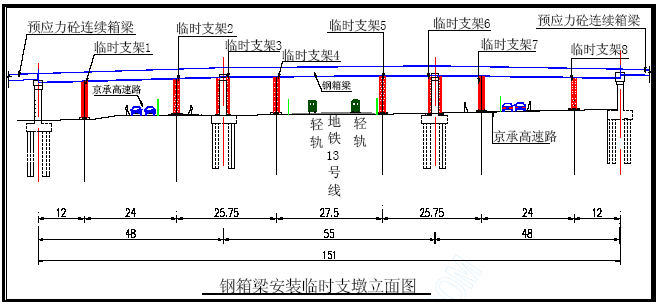 预应力砼连续箱梁
临时支架1
临时支架2
临时支架3
临时支架4
临时支架5
临时支架6
临时支架7
临时支架8
预应力砼连续箱梁
京承高速路
钢箱梁
轻轨
地铁13号线
轻轨
京承高速路
12 24 25.75 27.5 25.75 24 12
48 55 48
151
钢箱梁安装临时支墩立面图